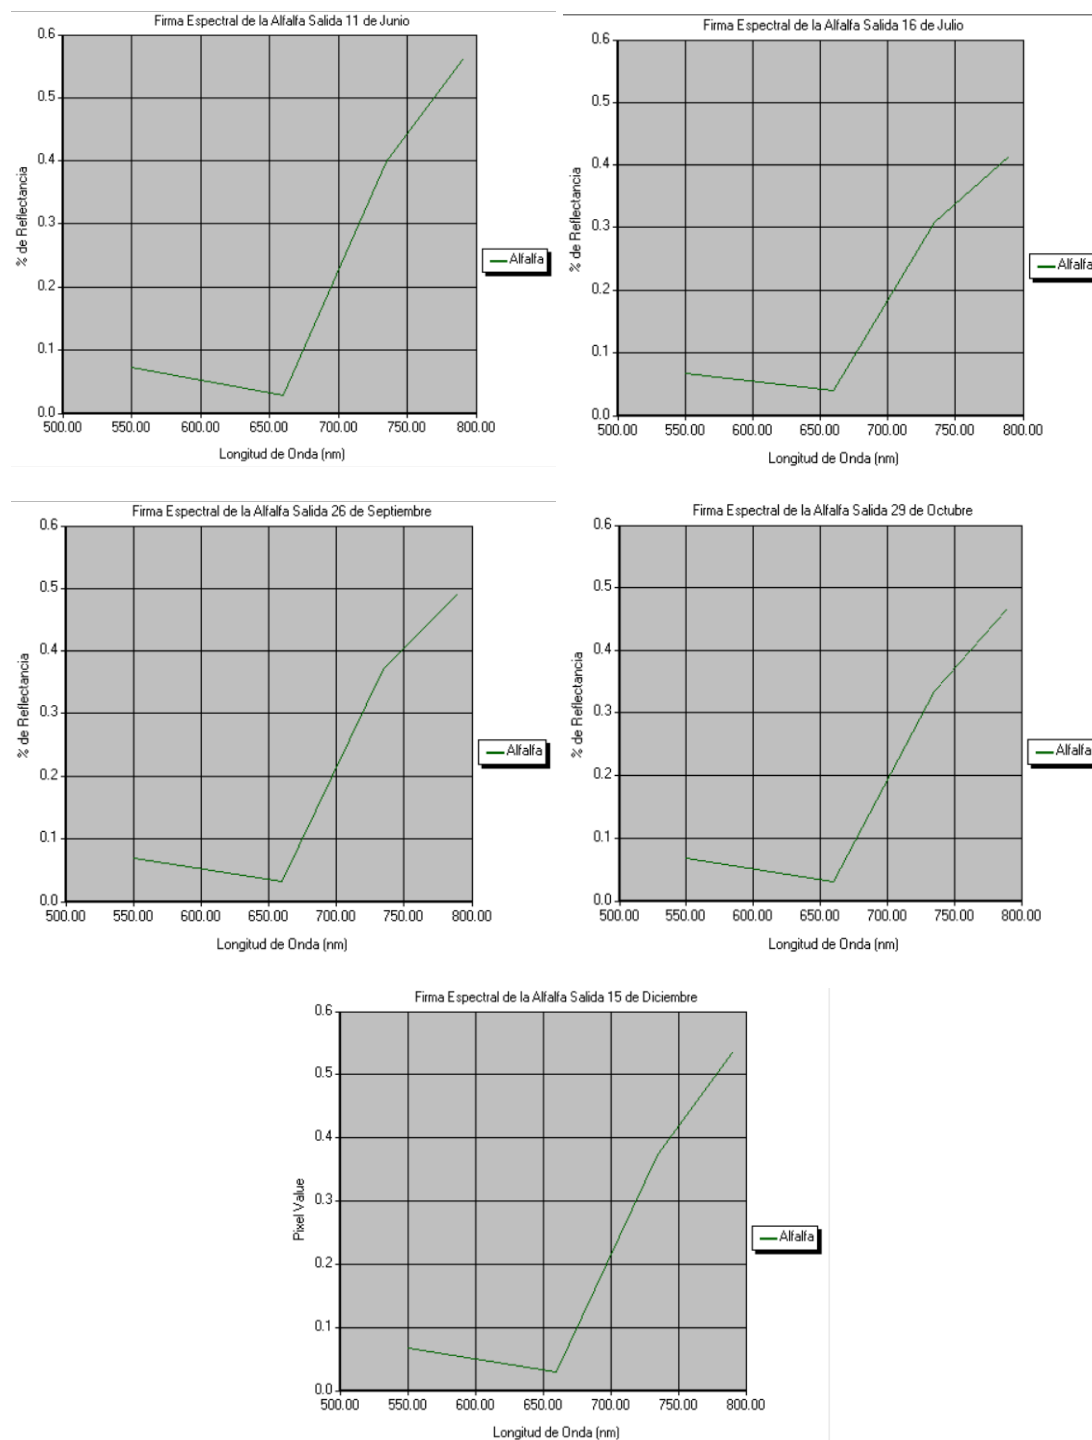 Firma Espectral de la Alfalfa Salida 11 de Junio
0.6
0.5
0.4
0.3
0.2
0.1
0.0
% de Reflectancia
500.00 550.00 600.00 650.00 700.00 750.00 800.00
Longitud de Onda (nm)
Alfalfa
Firma Espectral de la Alfalfa Salida 16 de Julio
0.6
0.5
0.4
0.3
0.2
0.1
0.0
% de Reflectancia
500.00 550.00 600.00 650.00 700.00 750.00 800.00
Longitud de Onda (nm)
Alfalfa
Firma Espectral de la Alfalfa Salida 26 de Septiembre
0.6
0.5
0.4
0.3
0.2
0.1
0.0
% de Reflectancia
500.00 550.00 600.00 650.00 700.00 750.00 800.00
Longitud de Onda (nm)
Alfalfa
Firma Espectral de la Alfalfa Salida 29 de Octubre
0.6
0.5
0.4
0.3
0.2
0.1
0.0
% de Reflectancia
500.00 550.00 600.00 650.00 700.00 750.00 800.00
Longitud de Onda (nm)
Alfalfa
Firma Espectral de la Alfalfa Salida 15 de Diciembre
0.6
0.5
0.4
0.3
0.2
0.1
0.0
Pixel Value
500.00 550.00 600.00 650.00 700.00 750.00 800.00
Longitud de Onda (nm)
Alfalfa